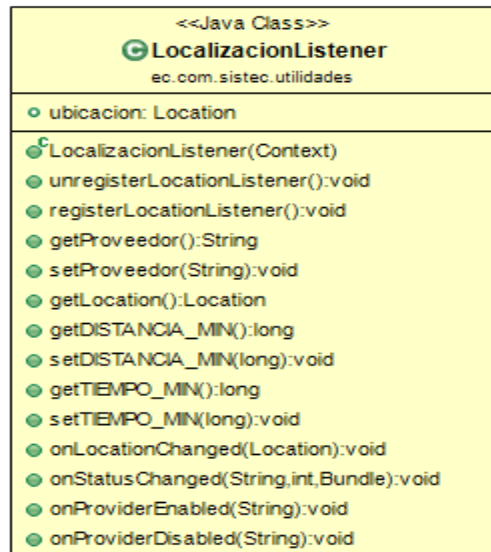 <<Java Class>>
C LocalizacionListener
ec.com.sistec.utilidades
ubicacion: Location
C LocalizacionListener(Context)
unregisterLocationListener():void
registerLocationListener():void
getProveedor():String
setProveedor(String):void
getLocation():Location
getDISTANCIA_MIN():long
setDISTANCIA_MIN(long):void
getTIEMPO_MIN():long
setTIEMPO_MIN(long):void
onLocationChanged(Location):void
onStatusChanged(String,int,Bundle):void
onProviderEnabled(String):void
onProviderDisabled(String):void